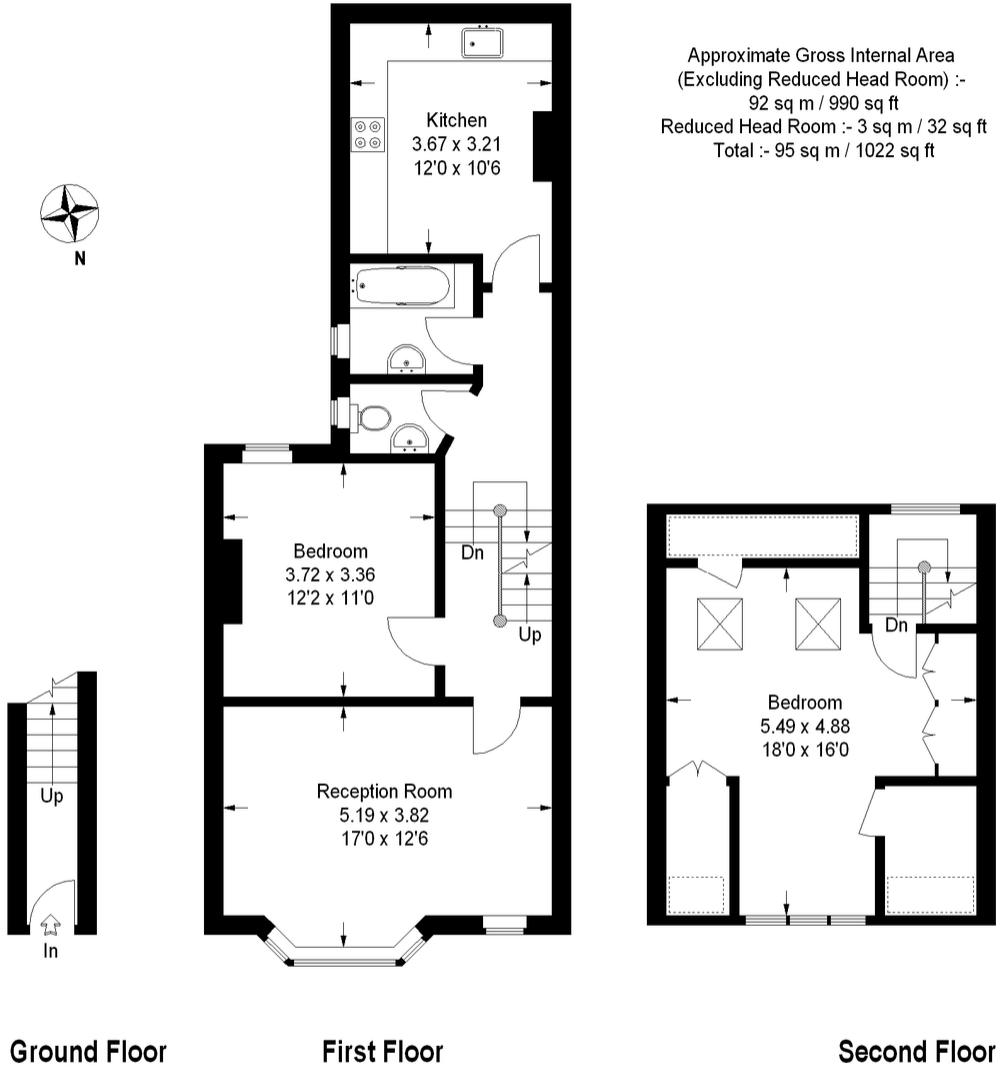 Approximate Gross Internal Area
(Excluding Reduced Head Room) :-
92 sq m / 990 sq ft
Reduced Head Room :- 3 sq m / 32 sq ft
Total :- 95 sq m / 1022 sq ft
Kitchen
3.67 x 3.21
12'0 x 10'6
N
Bedroom
3.72 x 3.36
12'2 x 11'0
Dn
Up
Dn
Bedroom
5.49 x 4.88
18'0 x 16'0
Reception Room
5.19 x 3.82
17'0 x 12'6
Up
In
Ground Floor
First Floor
Second Floor